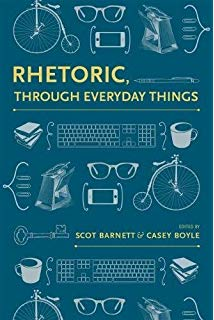 RHETORIC,
THROUGH EVERYDAY THINGS
EDITED BY
SCOT BARNETT & CASEY BOYLE